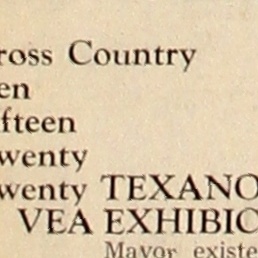 ross Country
en
fteen
wenty
wenty TEXANO
VEA EXHIBIC
Mayor existe